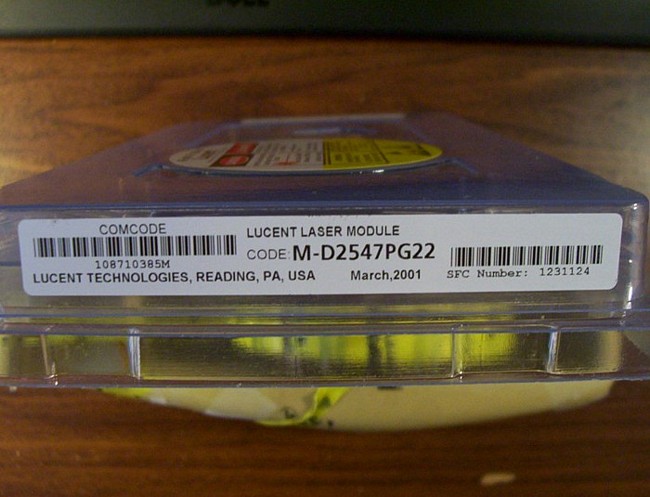 COMCODE
108710385M
LUCENT LASER MODULE
CODE: M-D2547PG22
SFC Number: 1231124
LUCENT TECHNOLOGIES, READING, PA, USA
March,2001